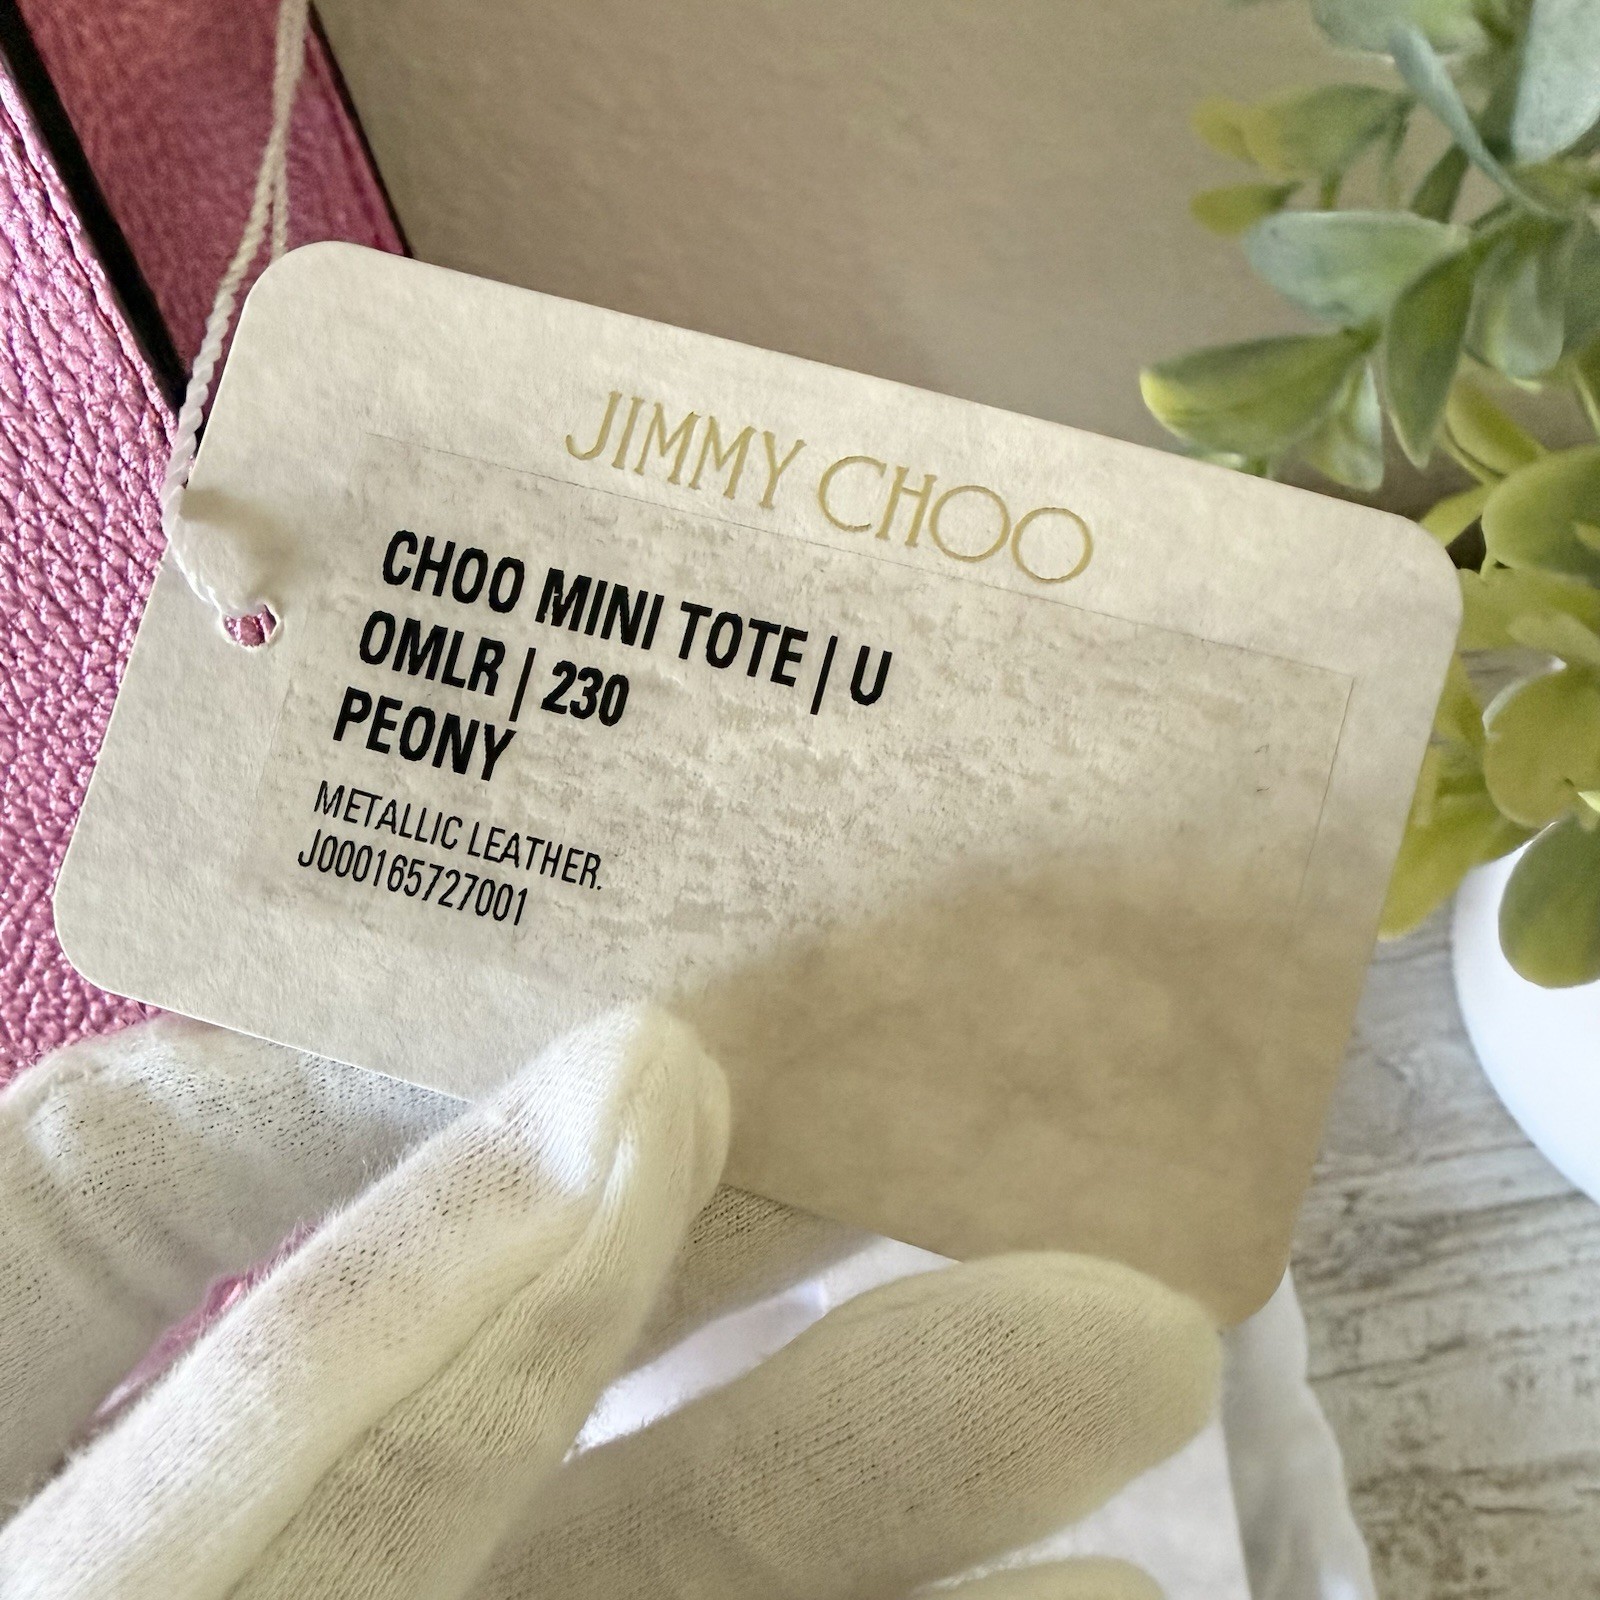 JIMMY CHOO
CHOO MINI TOTE | U
OMLR | 230
PEONY
METALLIC LEATHER.
J000165727001